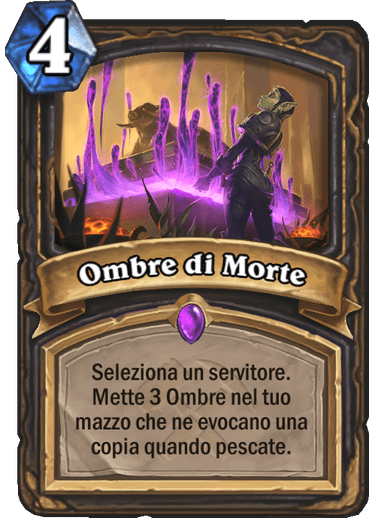 4
Ombre di Morte
Seleziona un servitore.
Mette 3 Ombre nel tuo
mazzo che ne evocano una
copia quando pescate.